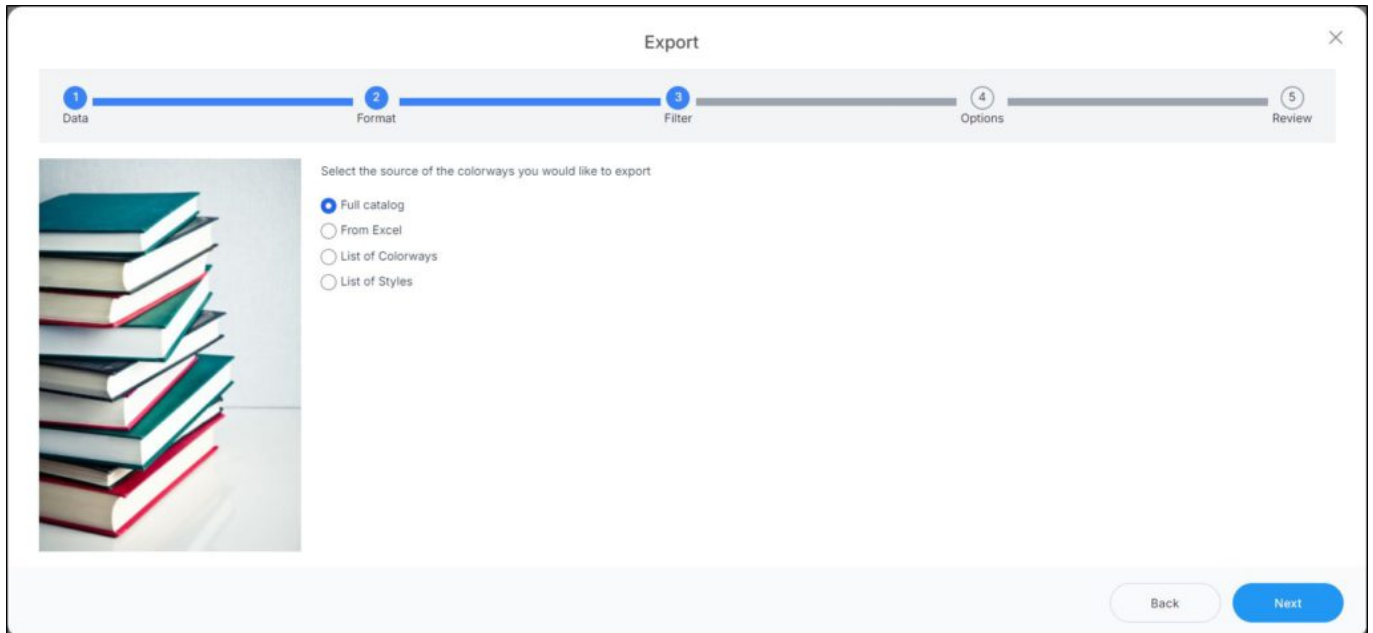 Export
1
Data
2
Format
3
Filter
4
Options
5
Review
Select the source of the colorways you would like to export
Full catalog
From Excel
List of Colorways
List of Styles
Back
Next